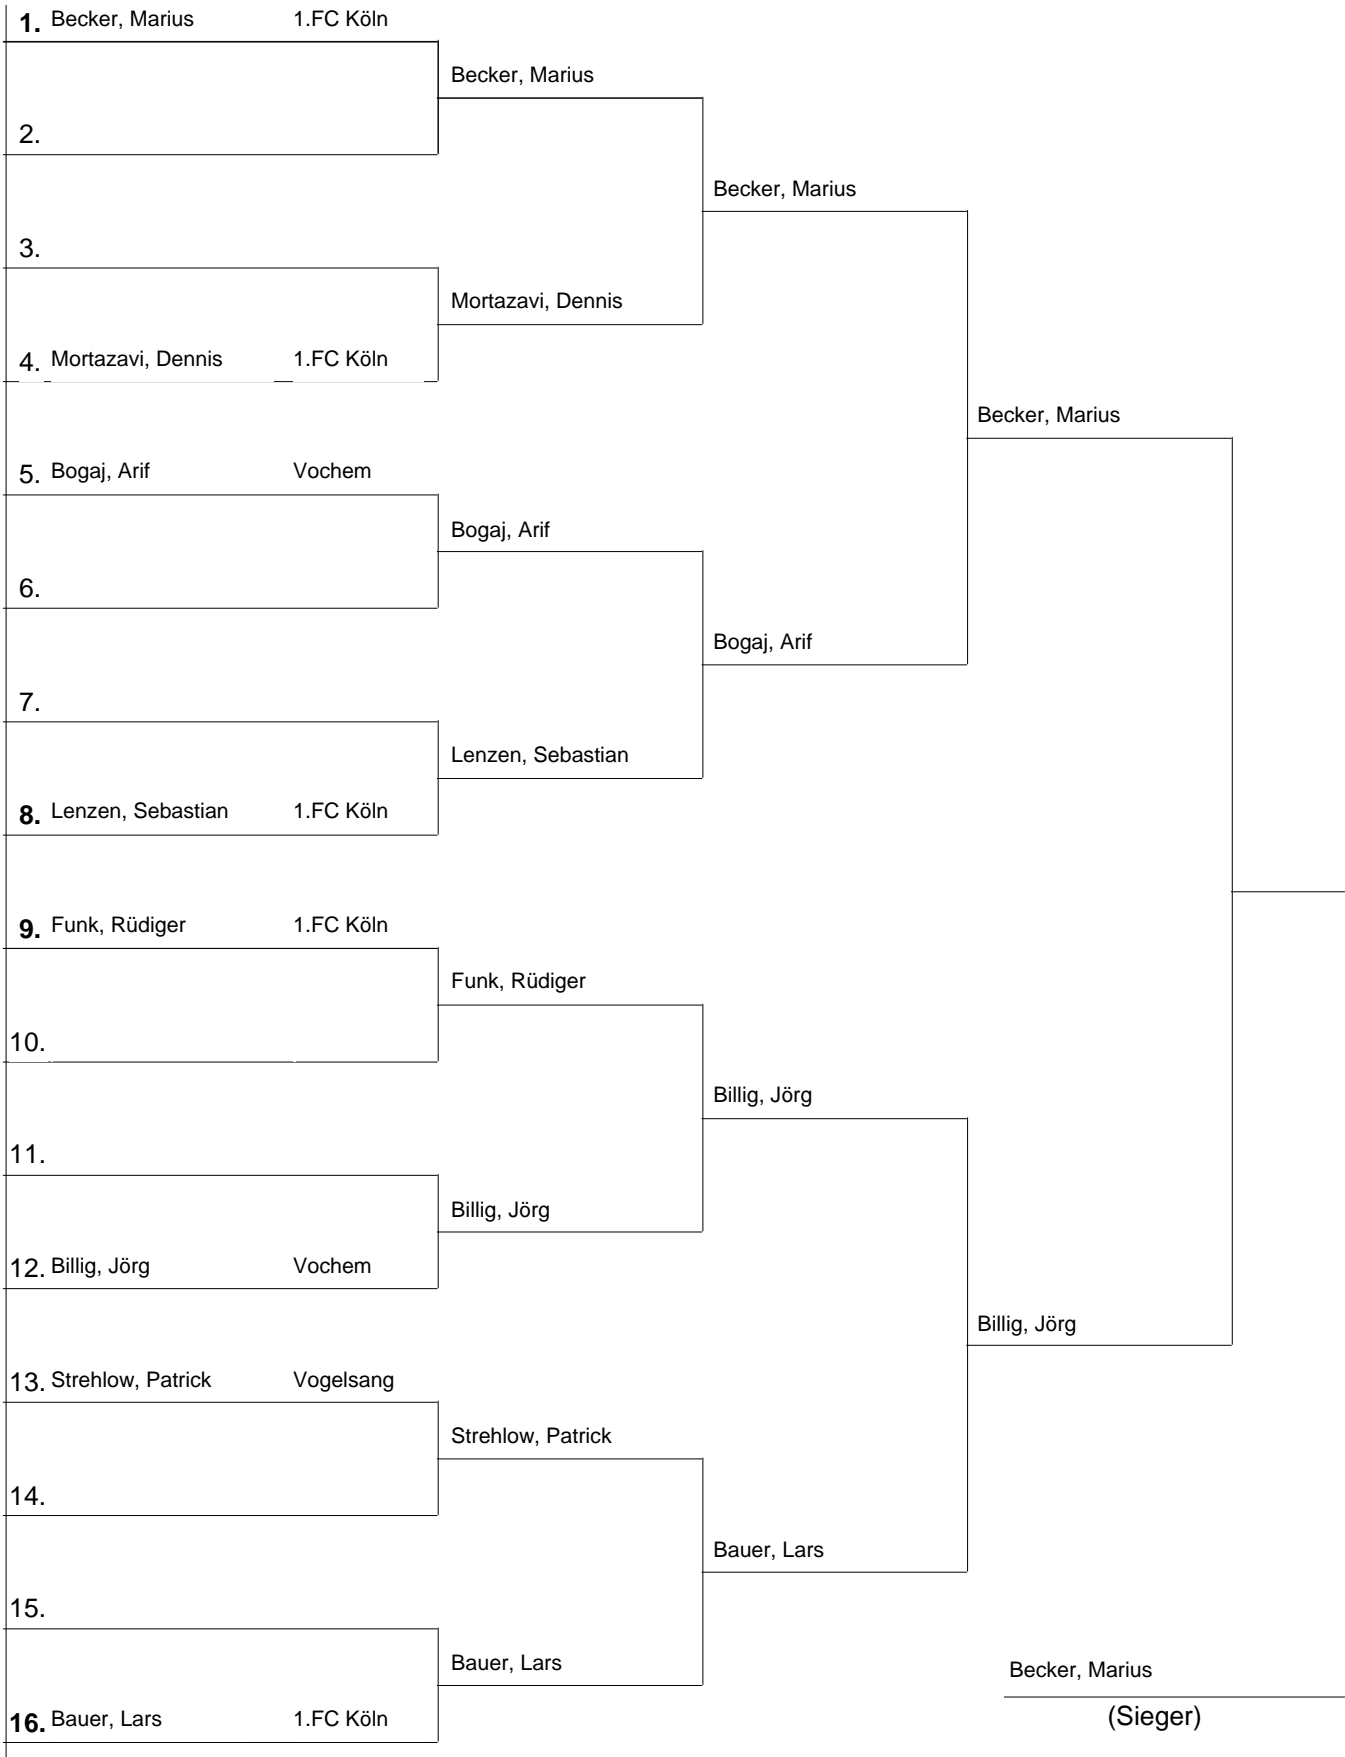 1. Becker, Marius 1.FC Köln
Becker, Marius
2.
Becker, Marius
3.
Mortazavi, Dennis
4. Mortazavi, Dennis 1.FC Köln
Becker, Marius
5. Bogaj, Arif Vochem
Bogaj, Arif
6.
Bogaj, Arif
7.
Lenzen, Sebastian
8. Lenzen, Sebastian 1.FC Köln
9. Funk, Rüdiger 1.FC Köln
Funk, Rüdiger
10.
Billig, Jörg
11.
Billig, Jörg
12. Billig, Jörg Vochem
Billig, Jörg
13. Strehlow, Patrick Vogelsang
Strehlow, Patrick
14.
Bauer, Lars
15.
Bauer, Lars
Becker, Marius
16. Bauer, Lars 1.FC Köln
(Sieger)